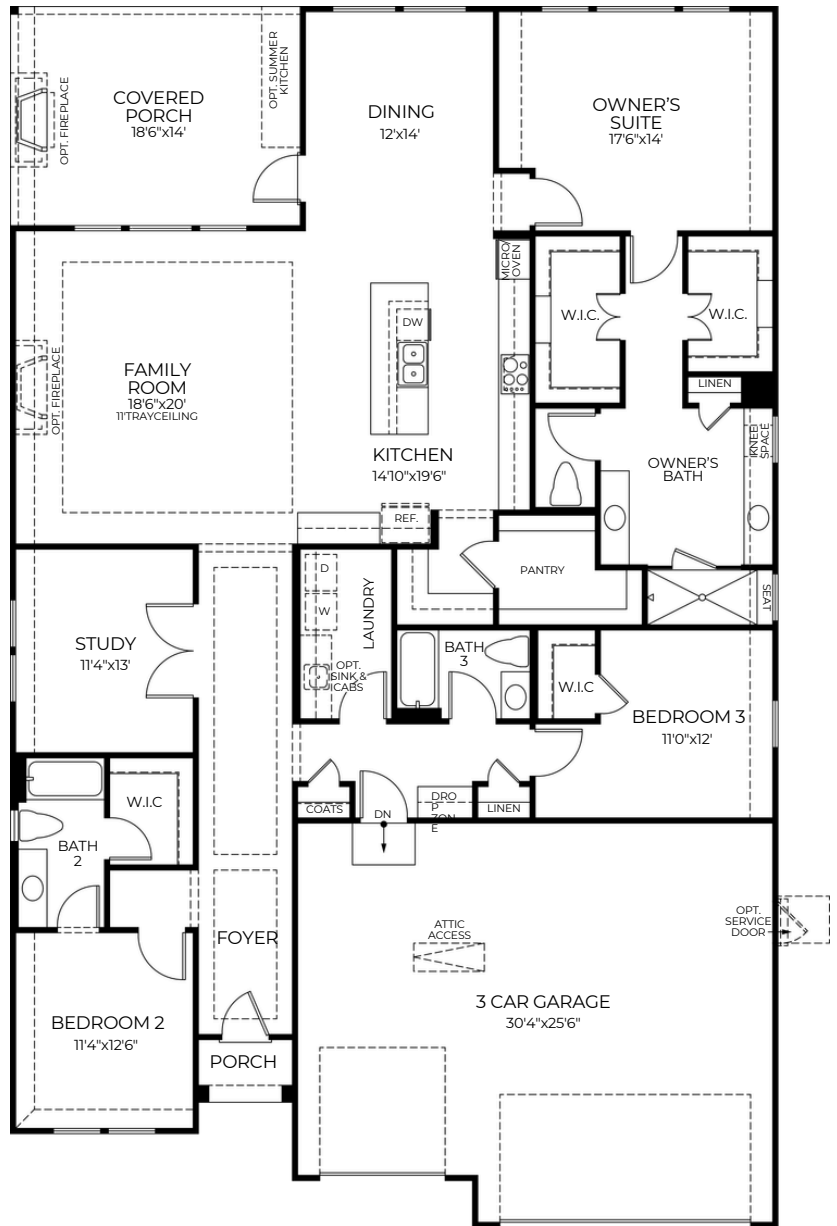 COVERED
PORCH
18'6"x14'
OPT. FIREPLACE
OPT. SUMMER
KITCHEN
DINING
12'x14'
OWNER'S
SUITE
17'6"x14'
MICRO
OVEN
W.I.C.
W.I.C.
DW
LINEN
FAMILY
ROOM
18'6"x20'
11'TRAYCEILING
OPT. FIREPLACE
KITCHEN
14'10"x19'6"
OWNER'S
BATH
KNEE
SPACE
REF.
PANTRY
SEAT
D
W
LAUNDRY
OPT.
SINK &
CABS
STUDY
11'4"x13'
BATH
3
W.I.C
BEDROOM 3
11'0"x12'
W.I.C
BATH
2
COATS
DN
DRO
P
ZON
E
LINEN
FOYER
ATTIC
ACCESS
OPT.
SERVICE
DOOR
3 CAR GARAGE
30'4"x25'6"
BEDROOM 2
11'4"x12'6"
PORCH